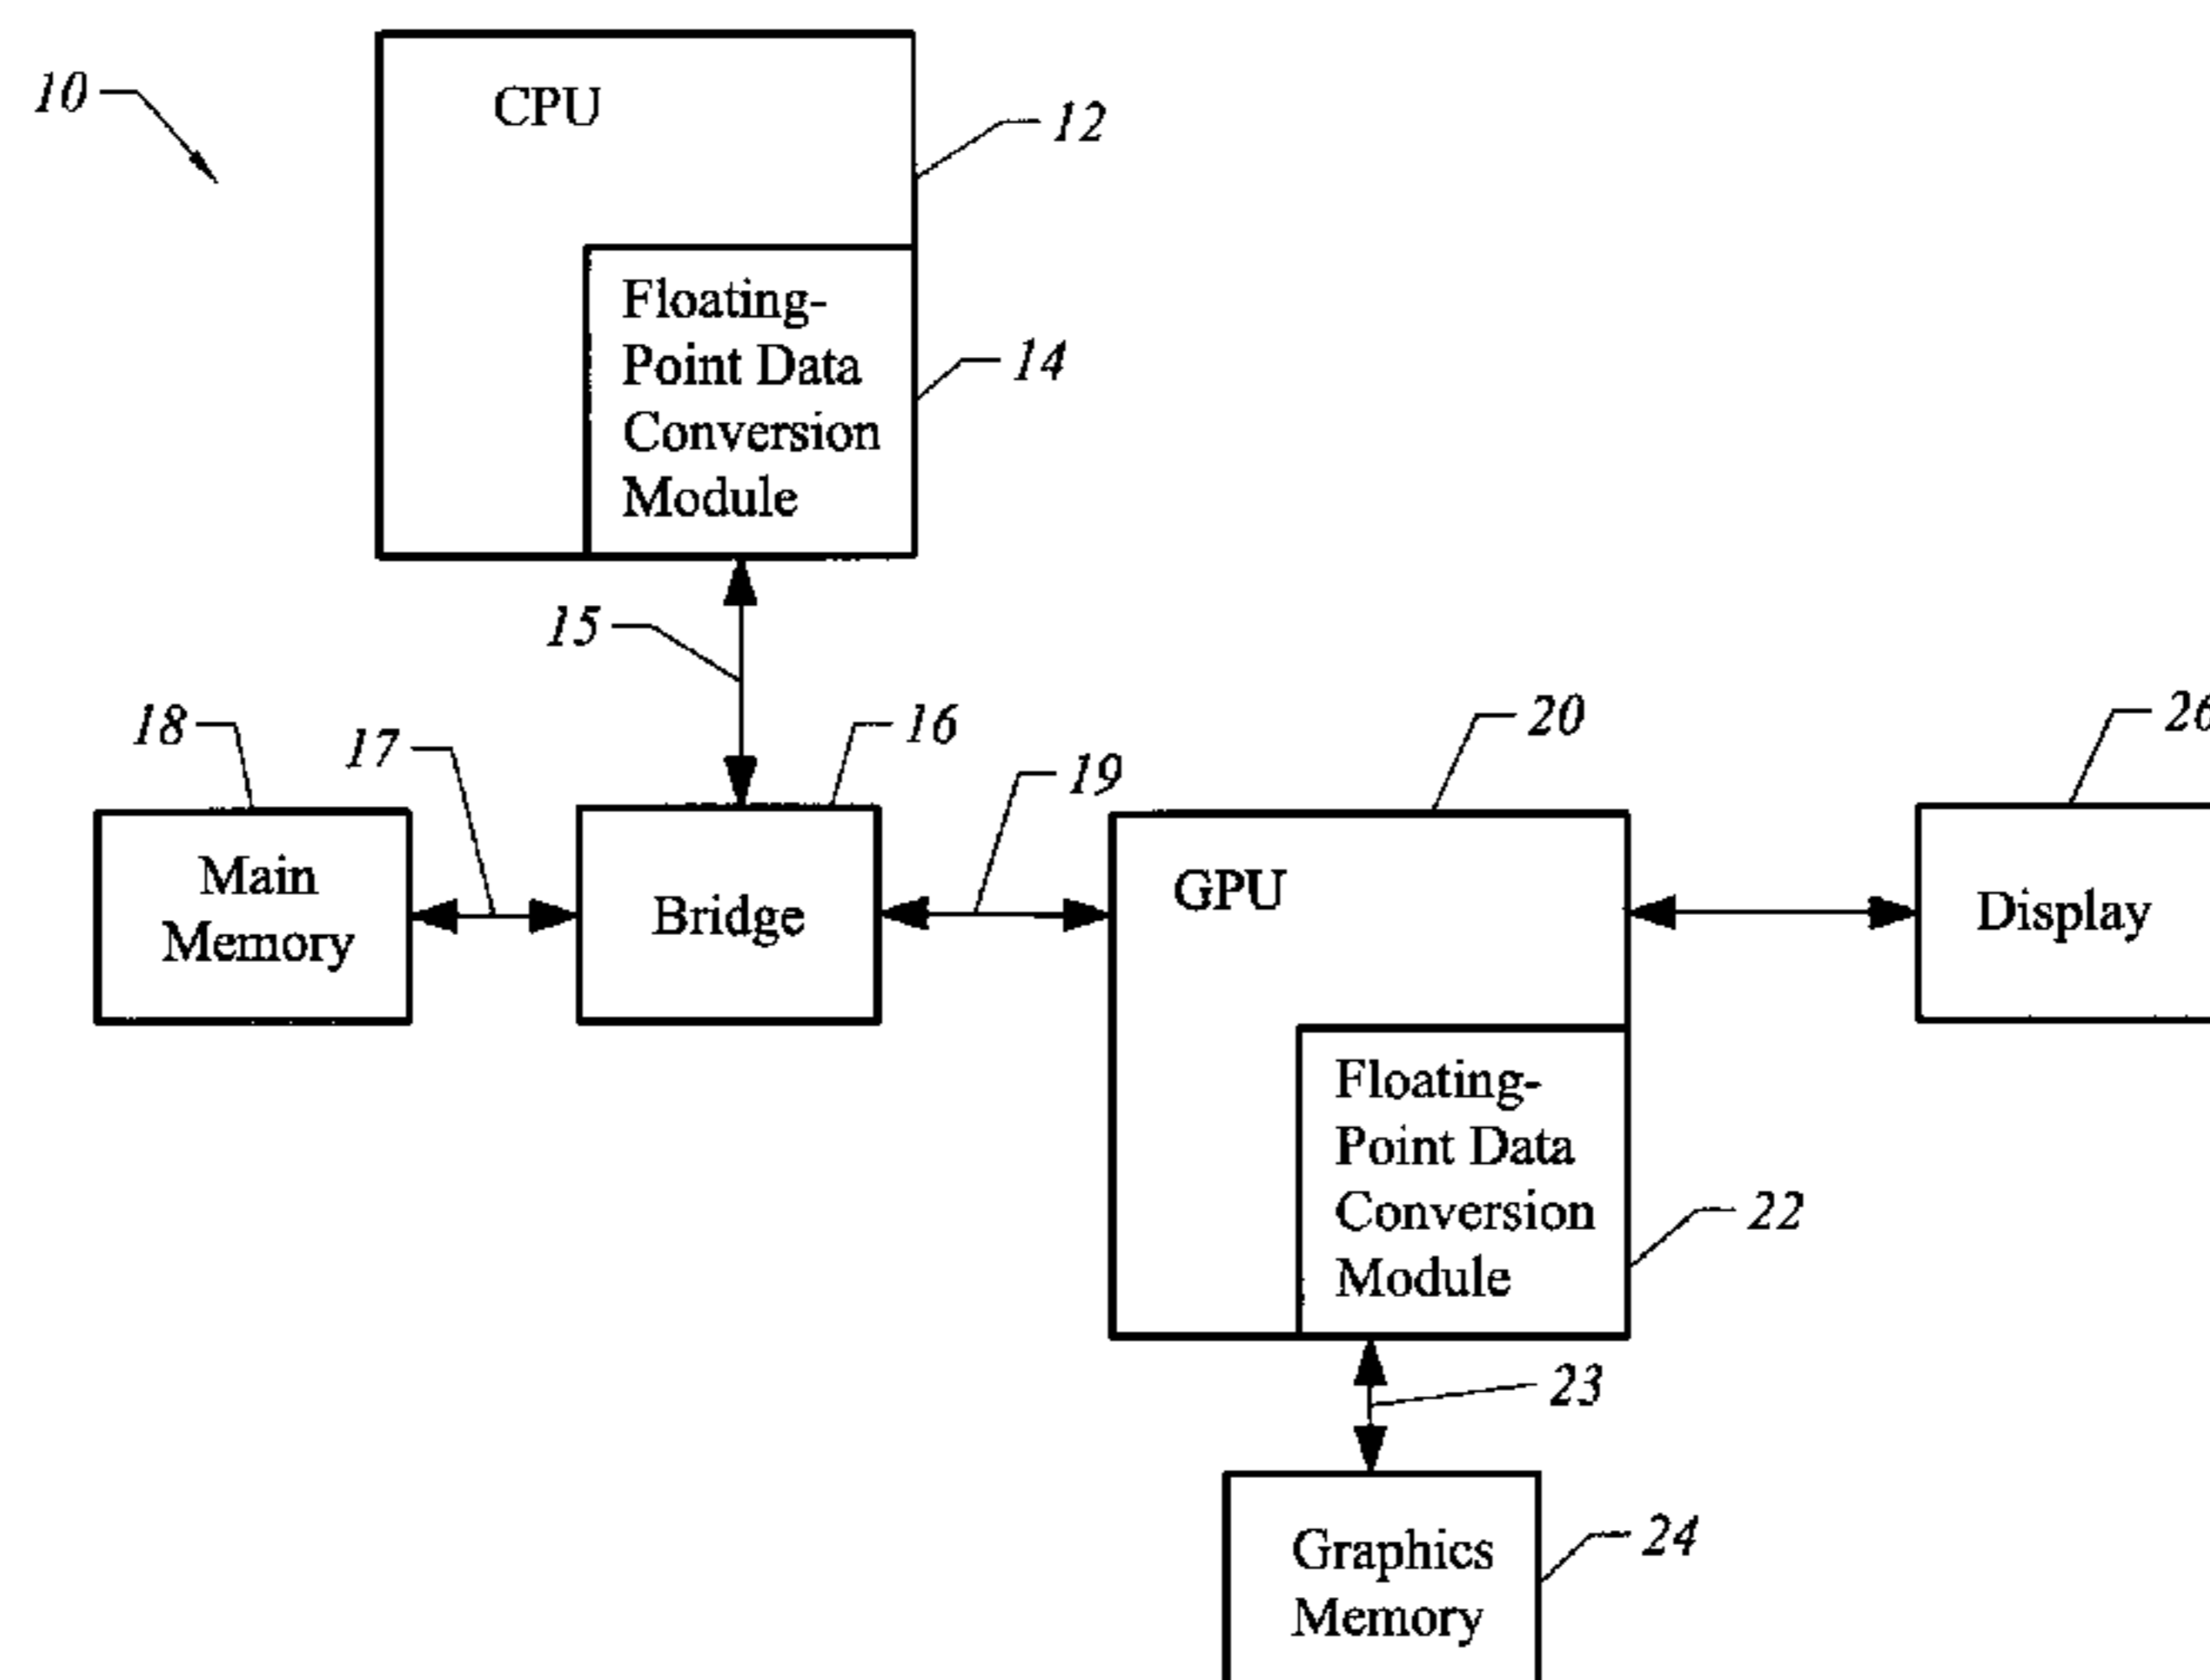 10
CPU
12
Floating-
Point Data
Conversion
Module
14
15
18
17
16
19
20
26
Main
Memory
Bridge
GPU
Display
Floating-
Point Data
Conversion
Module
22
23
Graphics
Memory
24